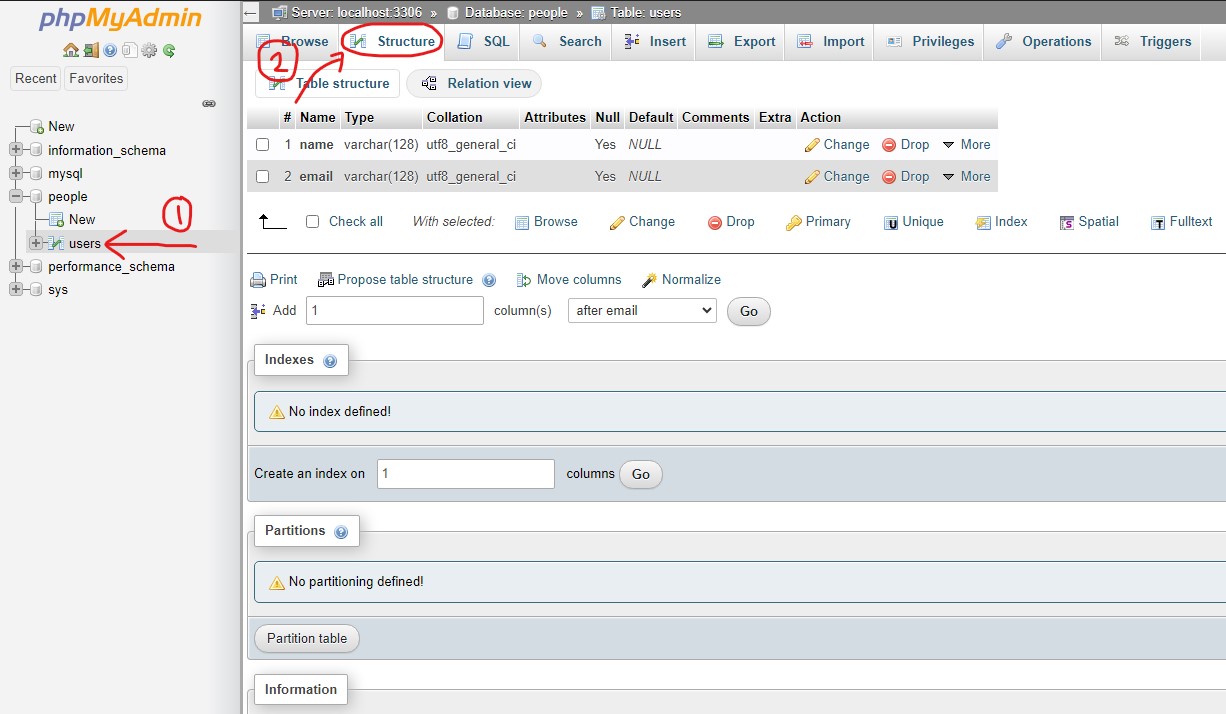 phpMyAdmin
Recent Favorites
New
information_schema
mysql
people
New
users
performance_schema
sys
1
Server: localhost:3306 » Database: people » Table: users
Browse Structure SQL Search Insert Export Import Privileges Operations Triggers
2
Table structure Relation view
# Name Type Collation Attributes Null Default Comments Extra Action
1 name varchar(128) utf8_general_ci Yes NULL Change Drop More
2 email varchar(128) utf8_general_ci Yes NULL Change Drop More
Check all With selected: Browse Change Drop Primary Unique Index Spatial Fulltext
Print Propose table structure Move columns Normalize
Add 1 column(s) after email Go
Indexes
No index defined!
Create an index on 1 columns Go
Partitions
No partitioning defined!
Partition table
Information